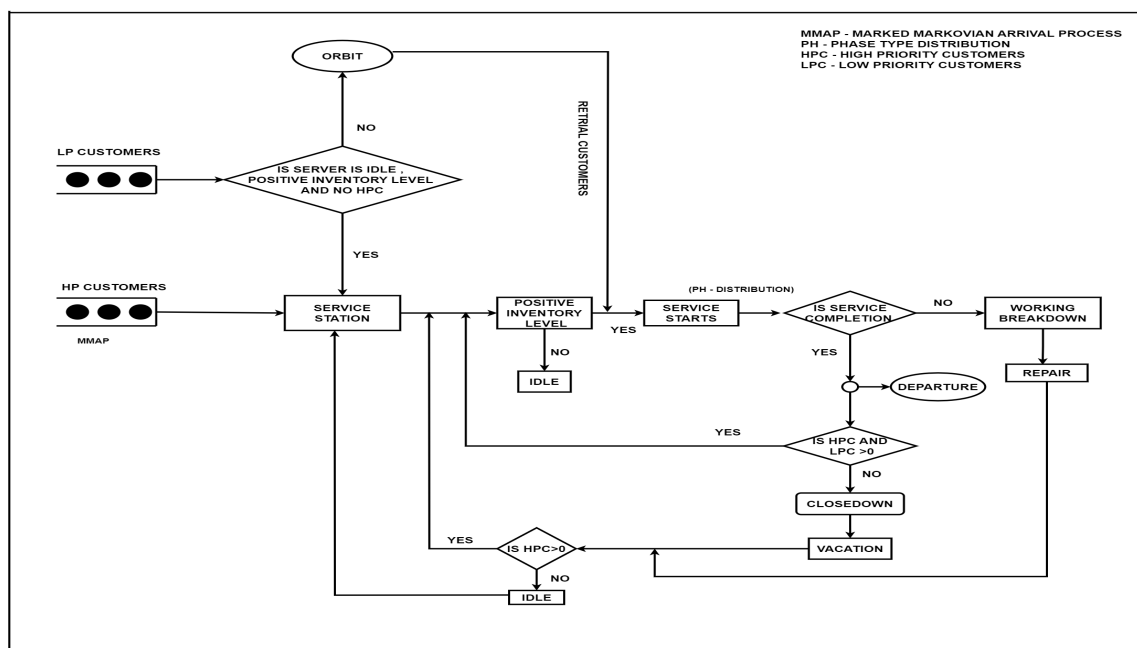 MMAP - MARKED MARKOVIAN ARRIVAL PROCESS
PH - PHASE TYPE DISTRIBUTION
HPC - HIGH PRIORITY CUSTOMERS
LPC - LOW PRIORITY CUSTOMERS
ORBIT
NO
RETRIAL CUSTOMERS
LP CUSTOMERS
IS SERVER IS IDLE ,
POSITIVE INVENTORY LEVEL
AND NO HPC
YES
HP CUSTOMERS
MMAP
SERVICE
STATION
POSITIVE
INVENTORY
LEVEL
YES
NO
IDLE
(PH - DISTRIBUTION)
SERVICE
STARTS
IS SERVICE
COMPLETION
NO
WORKING
BREAKDOWN
REPAIR
YES
DEPARTURE
IS HPC AND
LPC >0
YES
NO
CLOSEDOWN
VACATION
IS HPC>0
YES
NO
IDLE